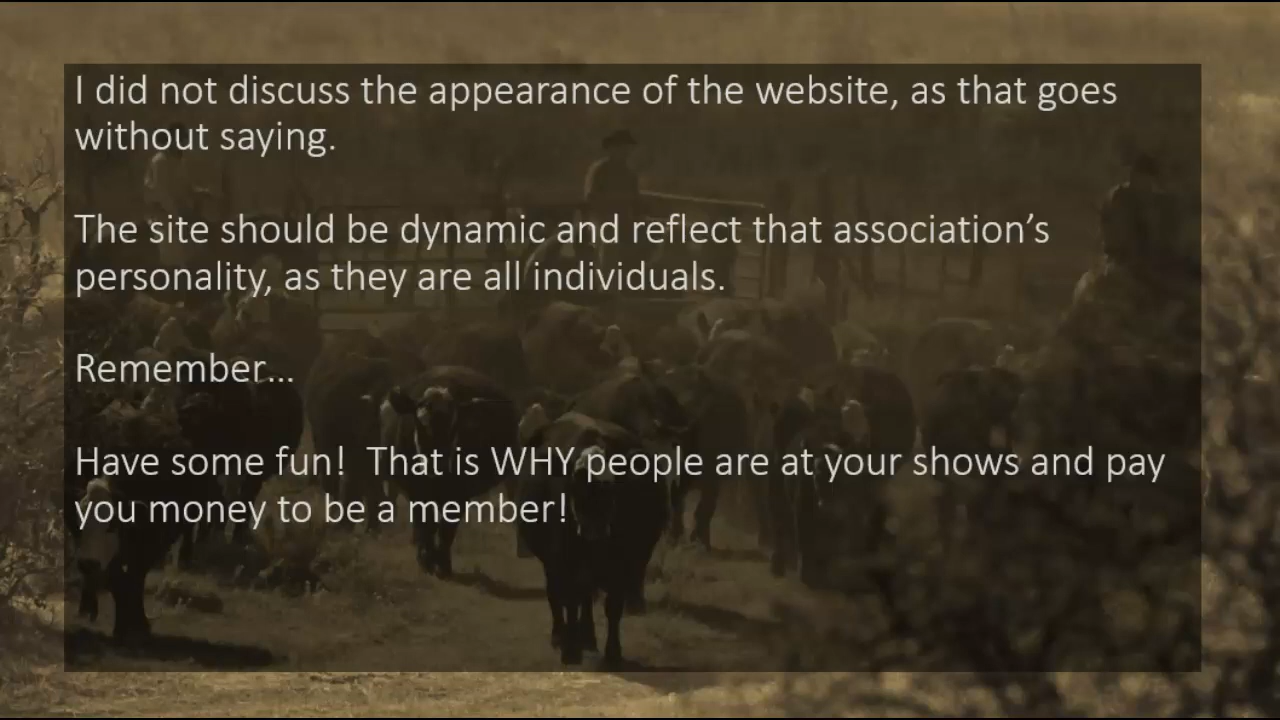 I did not discuss the appearance of the website, as that goes
without saying.
The site should be dynamic and reflect that association’s
personality, as they are all individuals.
Remember…
Have some fun!  That is WHY people are at your shows and pay
you money to be a member!